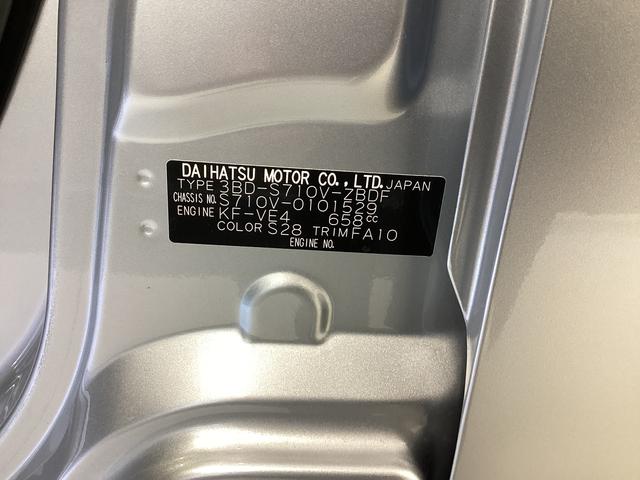 DAIHATSU MOTOR CO., LTD. JAPAN
TYPE 3BD-S710V-ZBDF
CHASSIS NO. S710V-0101529
ENGINE KF-VE4 658cc
COLOR S28 TRIM FA10
ENGINE NO.